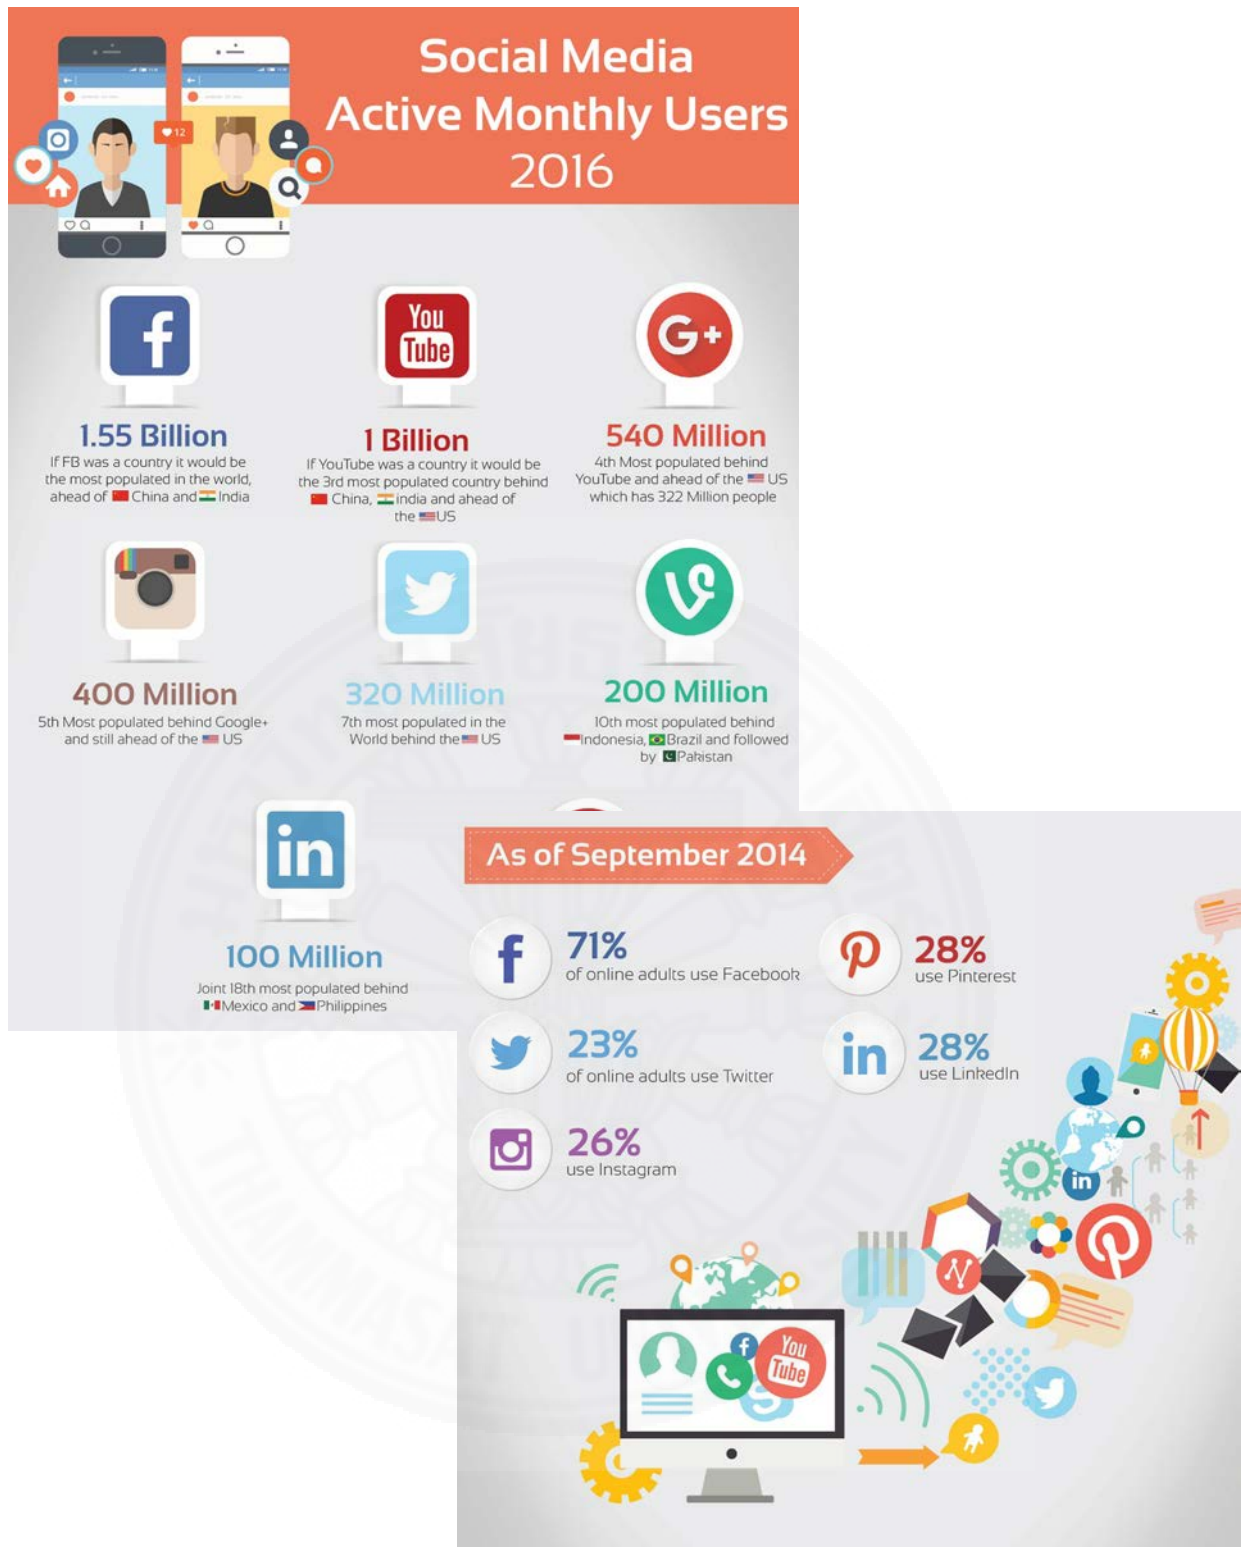 Social Media
Active Monthly Users
2016
12
You
Tube
G+
1.55 Billion
If FB was a country it would be
the most populated in the world,
ahead of China and India
1 Billion
If YouTube was a country it would be
the 3rd most populated country behind
China, india and ahead of
the US
540 Million
4th Most populated behind
YouTube and ahead of the US
which has 322 Million people
400 Million
5th Most populated behind Google+
and still ahead of the US
320 Million
7th most populated in the
World behind the US
200 Million
10th most populated behind
Indonesia, Brazil and followed
by Pakistan
in
100 Million
Joint 18th most populated behind
Mexico and Philippines
As of September 2014
71%
of online adults use Facebook
28%
use Pinterest
23%
of online adults use Twitter
in
28%
use LinkedIn
26%
use Instagram
in
You
Tube